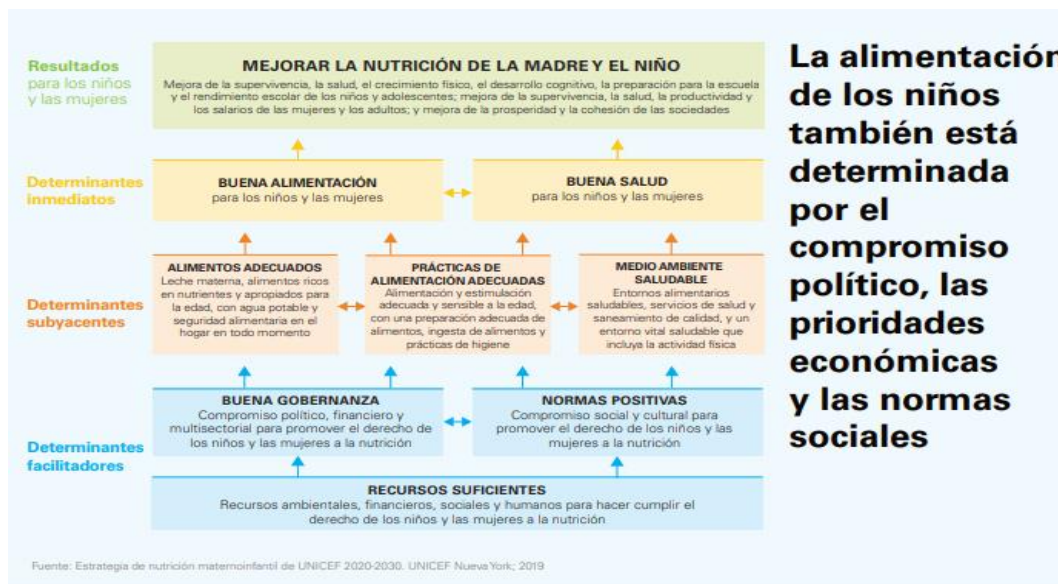 Resultados
para los niños
y las mujeres
MEJORAR LA NUTRICIÓN DE LA MADRE Y EL NIÑO
Mejora de la supervivencia, la salud, el crecimiento físico, el desarrollo cognitivo, la preparación para la escuela
y el rendimiento escolar de los niños y adolescentes; mejora de la supervivencia, la salud, la productividad y
los salarios de las mujeres y los adultos; y mejora de la prosperidad y la cohesión de las sociedades
Determinantes
inmediatos
BUENA ALIMENTACIÓN
para los niños y las mujeres
BUENA SALUD
para los niños y las mujeres
Determinantes
subyacentes
ALIMENTOS ADECUADOS
Leche materna, alimentos ricos
en nutrientes y apropiados para
la edad, con agua potable y
seguridad alimentaria en el
hogar en todo momento
PRÁCTICAS DE
ALIMENTACIÓN ADECUADAS
Alimentación y estimulación
adecuada y sensible a la edad,
con una preparación adecuada de
alimentos, ingesta de alimentos y
prácticas de higiene
MEDIO AMBIENTE
SALUDABLE
Entornos alimentarios
saludables, servicios de salud y
saneamiento de calidad, y un
entorno vital saludable que
incluya la actividad física
Determinantes
facilitadores
BUENA GOBERNANZA
Compromiso político, financiero y
multisectorial para promover el derecho de
los niños y las mujeres a la nutrición
NORMAS POSITIVAS
Compromiso social y cultural para
promover el derecho de los niños y las
mujeres a la nutrición
RECURSOS SUFICIENTES
Recursos ambientales, financieros, sociales y humanos para hacer cumplir el
derecho de los niños y las mujeres a la nutrición
Fuente: Estrategia de nutrición maternoinfantil de UNICEF 2020-2030. UNICEF Nueva York; 2019
La alimentación
de los niños
también está
determinada
por el
compromiso
político, las
prioridades
económicas
y las normas
sociales